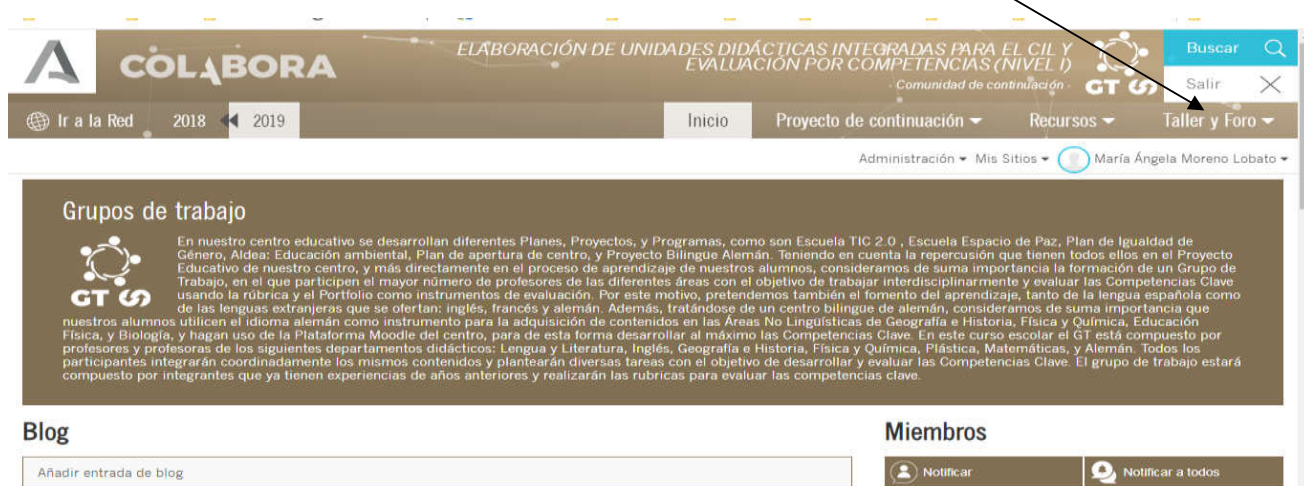 COLABORA
ELABORACIÓN DE UNIDADES DIDÁCTICAS INTEGRADAS PARA EL CIL Y
EVALUACIÓN POR COMPETENCIAS (NIVEL I)
· Comunidad de continuación ·
GT
Buscar
Salir
Ir a la Red 2018 2019 Inicio Proyecto de continuación Recursos Taller y Foro
Administración Mis Sitios María Ángela Moreno Lobato
Grupos de trabajo
GT
En nuestro centro educativo se desarrollan diferentes Planes, Proyectos, y Programas, como son Escuela TIC 2.0 , Escuela Espacio de Paz, Plan de Igualdad de
Género, Aldea: Educación ambiental, Plan de apertura de centro, y Proyecto Bilingue Alemán. Teniendo en cuenta la repercusión que tienen todos ellos en el Proyecto
Educativo de nuestro centro, y más directamente en el proceso de aprendizaje de nuestros alumnos, consideramos de suma importancia la formación de un Grupo de
Trabajo, en el que participen el mayor número de profesores de las diferentes áreas con el objetivo de trabajar interdisciplinarmente y evaluar las Competencias Clave
usando la rúbrica y el Portfolio como instrumentos de evaluación. Por este motivo, pretendemos también el fomento del aprendizaje, tanto de la lengua española como
de las lenguas extranjeras que se ofertan: inglés, francés y alemán. Además, tratándose de un centro bilingue de alemán, consideramos de suma importancia que
nuestros alumnos utilicen el idioma alemán como instrumento para la adquisición de contenidos en las Áreas No Lingüísticas de Geografía e Historia, Física y Química, Educación
Física, y Biología, y hagan uso de la Plataforma Moodle del centro, para de esta forma desarrollar al máximo las Competencias Clave. En este curso escolar el GT está compuesto por
profesores y profesoras de los siguientes departamentos didácticos: Lengua y Literatura, Inglés, Geografía e Historia, Física y Química, Plástica, Matemáticas, y Alemán. Todos los
participantes integrarán coordinadamente los mismos contenidos y plantearán diversas tareas con el objetivo de desarrollar y evaluar las Competencias Clave. El grupo de trabajo estará
compuesto por integrantes que ya tienen experiencias de años anteriores y realizarán las rubricas para evaluar las competencias clave.
Blog
Añadir entrada de blog
Miembros
Notificar Notificar a todos